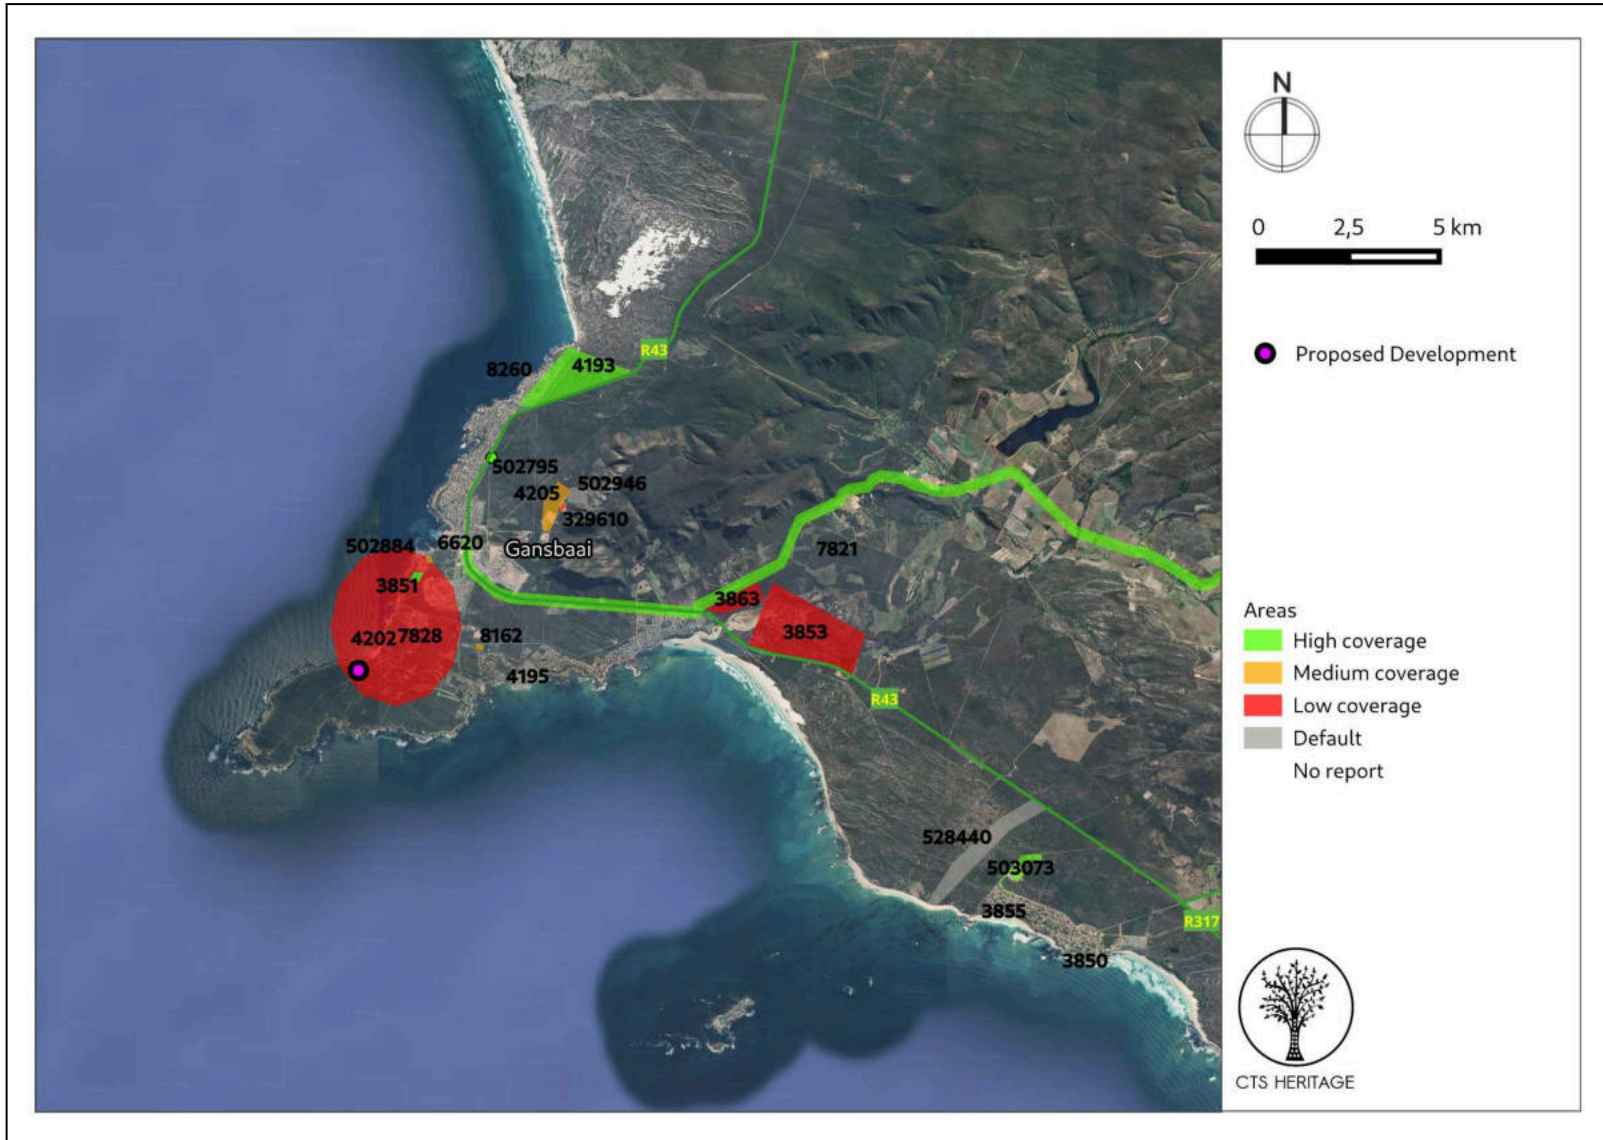 N
0 2,5 5 km
Proposed Development
R43
8260
4193
502795
4205
502946
329610
502884
6620
Gansbaai
7821
3851
3863
3853
4202
7828
8162
4195
R43
528440
503073
3855
R317
3850
Areas
High coverage
Medium coverage
Low coverage
Default
No report
CTS HERITAGE